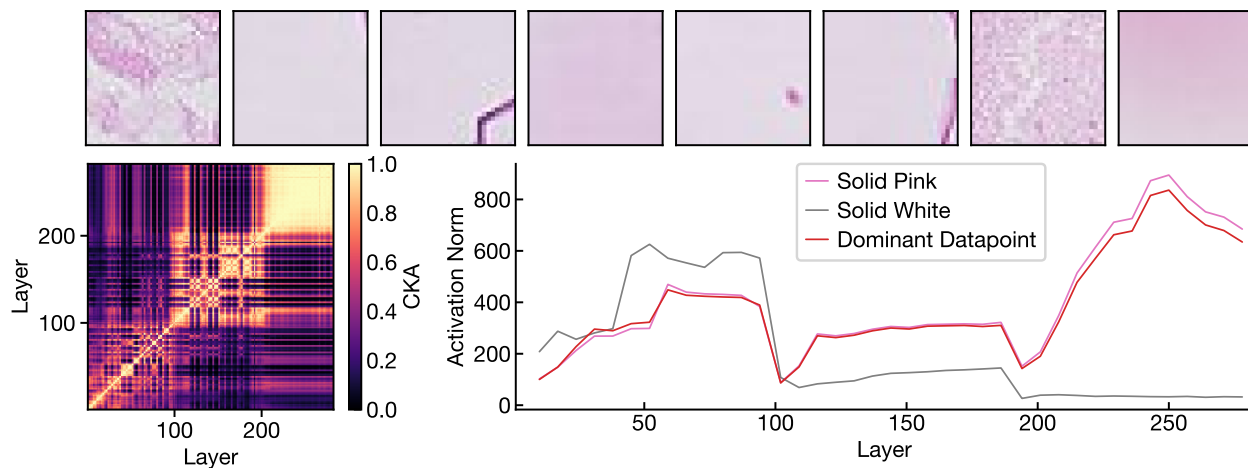 1.0
0.8
0.6
0.4
0.2
0.0
CKA
200
100
Layer
100 200
Layer
800
600
400
200
0
Activation Norm
Solid Pink
Solid White
Dominant Datapoint
50 100 150 200 250
Layer